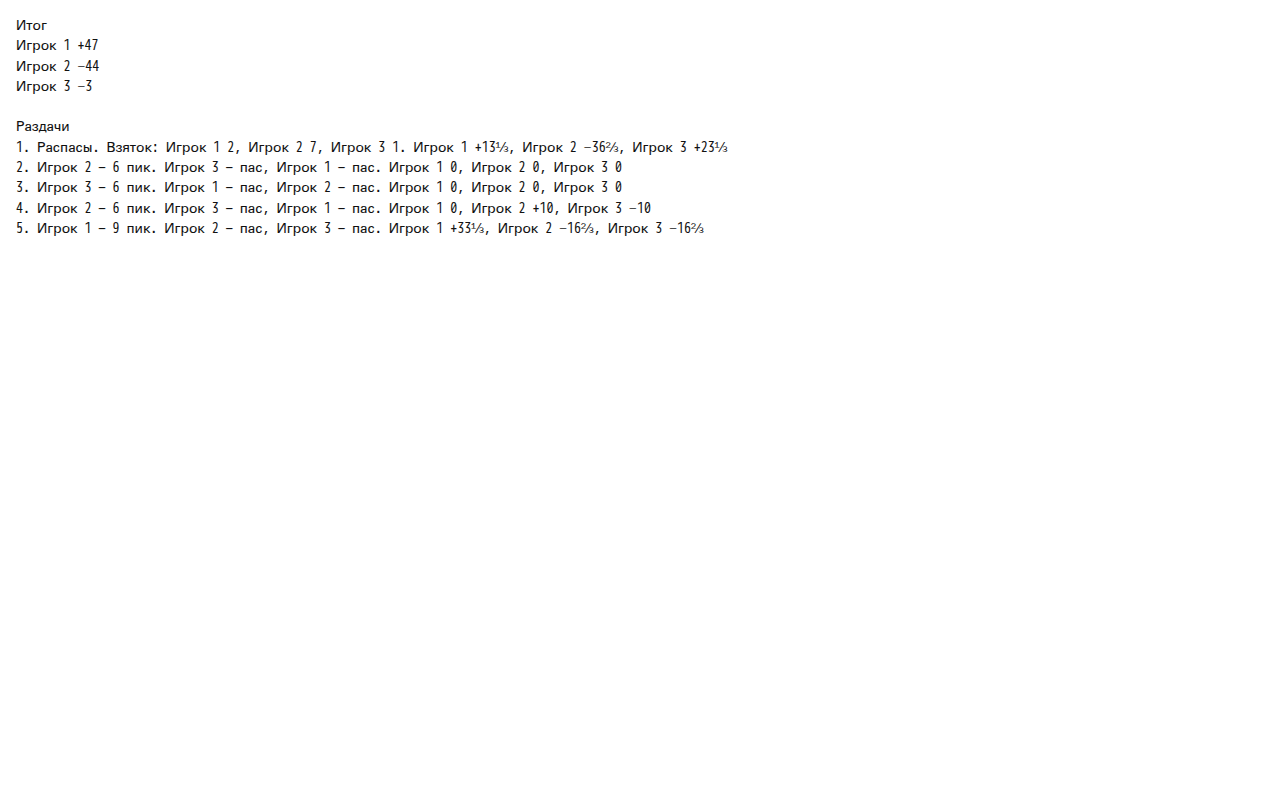 Итог
Игрок 1 +47
Игрок 2 −44
Игрок 3 −3
Раздачи
1. Распасы. Взяток: Игрок 1 2, Игрок 2 7, Игрок 3 1. Игрок 1 +13⅓, Игрок 2 −36⅔, Игрок 3 +23⅓
2. Игрок 2 – 6 пик. Игрок 3 – пас, Игрок 1 – пас. Игрок 1 0, Игрок 2 0, Игрок 3 0
3. Игрок 3 – 6 пик. Игрок 1 – пас, Игрок 2 – пас. Игрок 1 0, Игрок 2 0, Игрок 3 0
4. Игрок 2 – 6 пик. Игрок 3 – пас, Игрок 1 – пас. Игрок 1 0, Игрок 2 +10, Игрок 3 −10
5. Игрок 1 – 9 пик. Игрок 2 – пас, Игрок 3 – пас. Игрок 1 +33⅓, Игрок 2 −16⅔, Игрок 3 −16⅔